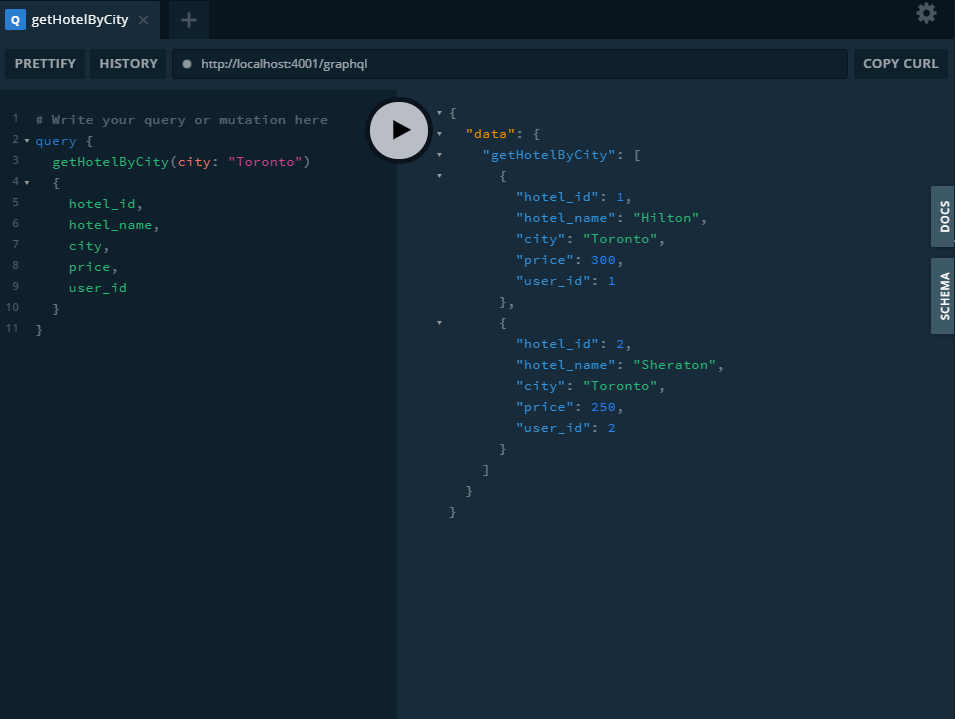 Q getHotelByCity
PRETTIFY HISTORY http://localhost:4001/graphql COPY CURL
1 # Write your query or mutation here
2 query {
3 getHotelByCity(city: "Toronto")
4 {
5 hotel_id,
6 hotel_name,
7 city,
8 price,
9 user_id
10 }
11 }
{
"data": {
"getHotelByCity": [
{
"hotel_id": 1,
"hotel_name": "Hilton",
"city": "Toronto",
"price": 300,
"user_id": 1
},
{
"hotel_id": 2,
"hotel_name": "Sheraton",
"city": "Toronto",
"price": 250,
"user_id": 2
}
]
}
}
DOCS
SCHEMA